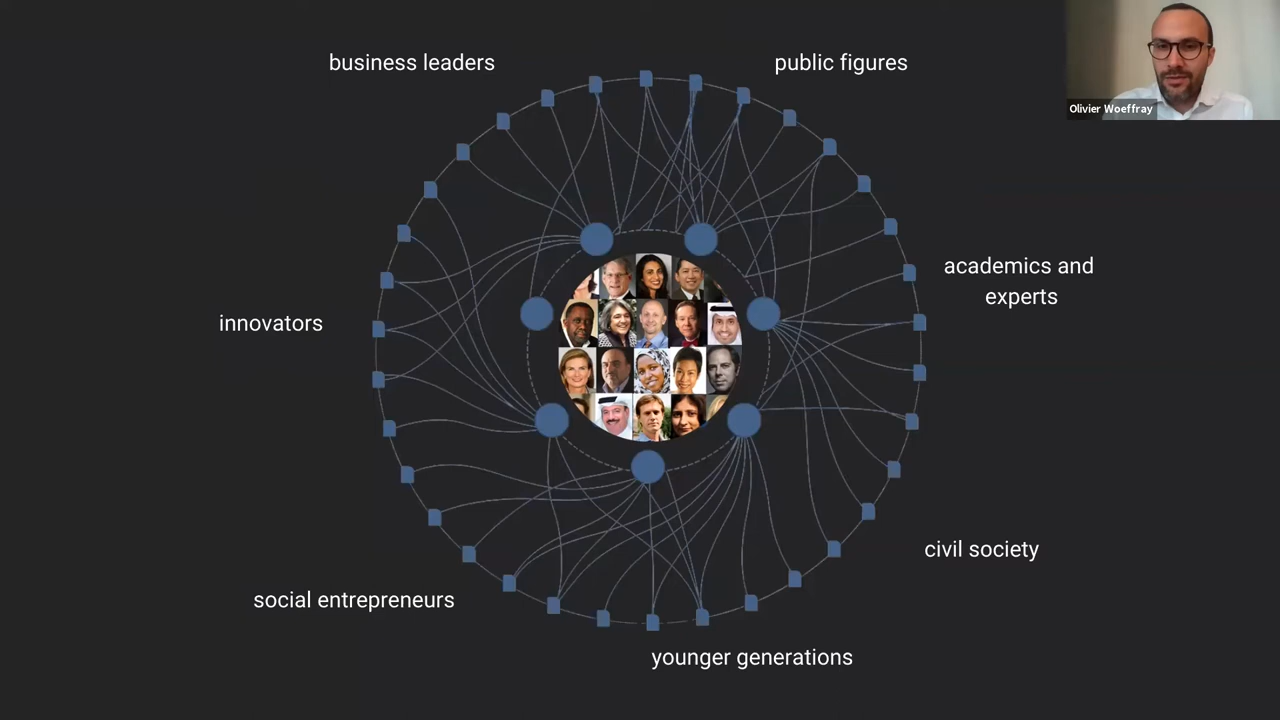 business leaders
public figures
Olivier Woeffray
academics and
experts
innovators
civil society
social entrepreneurs
younger generations